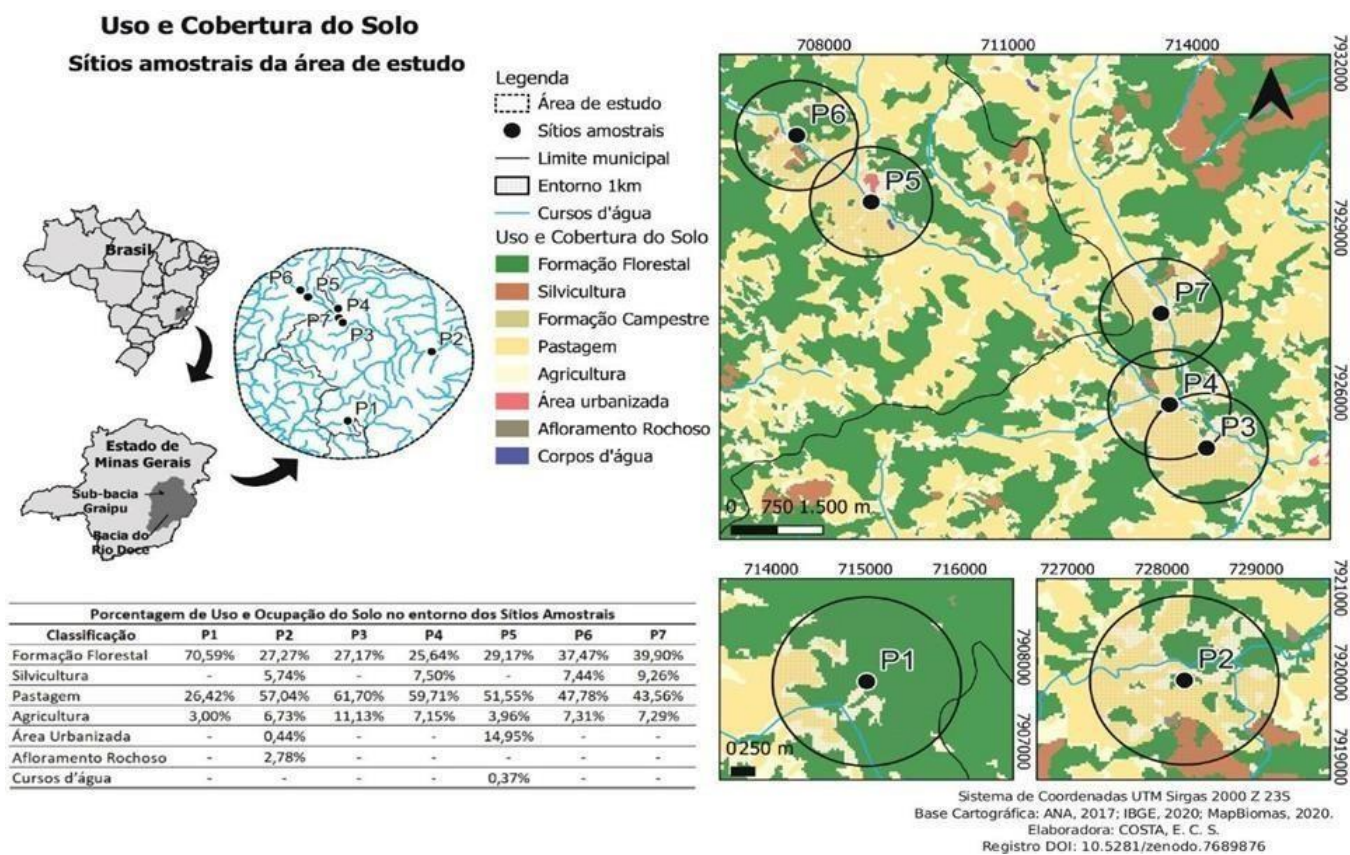 Uso e Cobertura do Solo
Sítios amostrais da área de estudo
Legenda
Área de estudo
Sítios amostrais
Limite municipal
Entorno 1km
Cursos d'água
Uso e Cobertura do Solo
Formação Florestal
Silvicultura
Formação Campestre
Pastagem
Agricultura
Área urbanizada
Afloramento Rochoso
Corpos d'água
Brasil
Estado de
Minas Gerais
Sub-bacia
Graipu
Bacia do
Rio Doce
P6
P5
P4
P7
P3
P2
P1
708000 711000 714000
7932000
7929000
7926000
P6
P5
P7
P4
P3
0 750 1.500 m
714000 715000 716000
7908000
7907000
P1
0250 m
727000 728000 729000
7921000
7920000
7919000
P2
Porcentagem de Uso e Ocupação do Solo no entorno dos Sítios Amostrais
Classificação P1 P2 P3 P4 P5 P6 P7
Formação Florestal 70,59% 27,27% 27,17% 25,64% 29,17% 37,47% 39,90%
Silvicultura - 5,74% - 7,50% - 7,44% 9,26%
Pastagem 26,42% 57,04% 61,70% 59,71% 51,55% 47,78% 43,56%
Agricultura 3,00% 6,73% 11,13% 7,15% 3,96% 7,31% 7,29%
Área Urbanizada - 0,44% - - 14,95% - -
Afloramento Rochoso - 2,78% - - - - -
Cursos d'água - - - - 0,37% - -
Sistema de Coordenadas UTM Sirgas 2000 Z 23S
Base Cartográfica: ANA, 2017; IBGE, 2020; MapBiomas, 2020.
Elaboradora: COSTA, E. C. S.
Registro DOI: 10.5281/zenodo.7689876